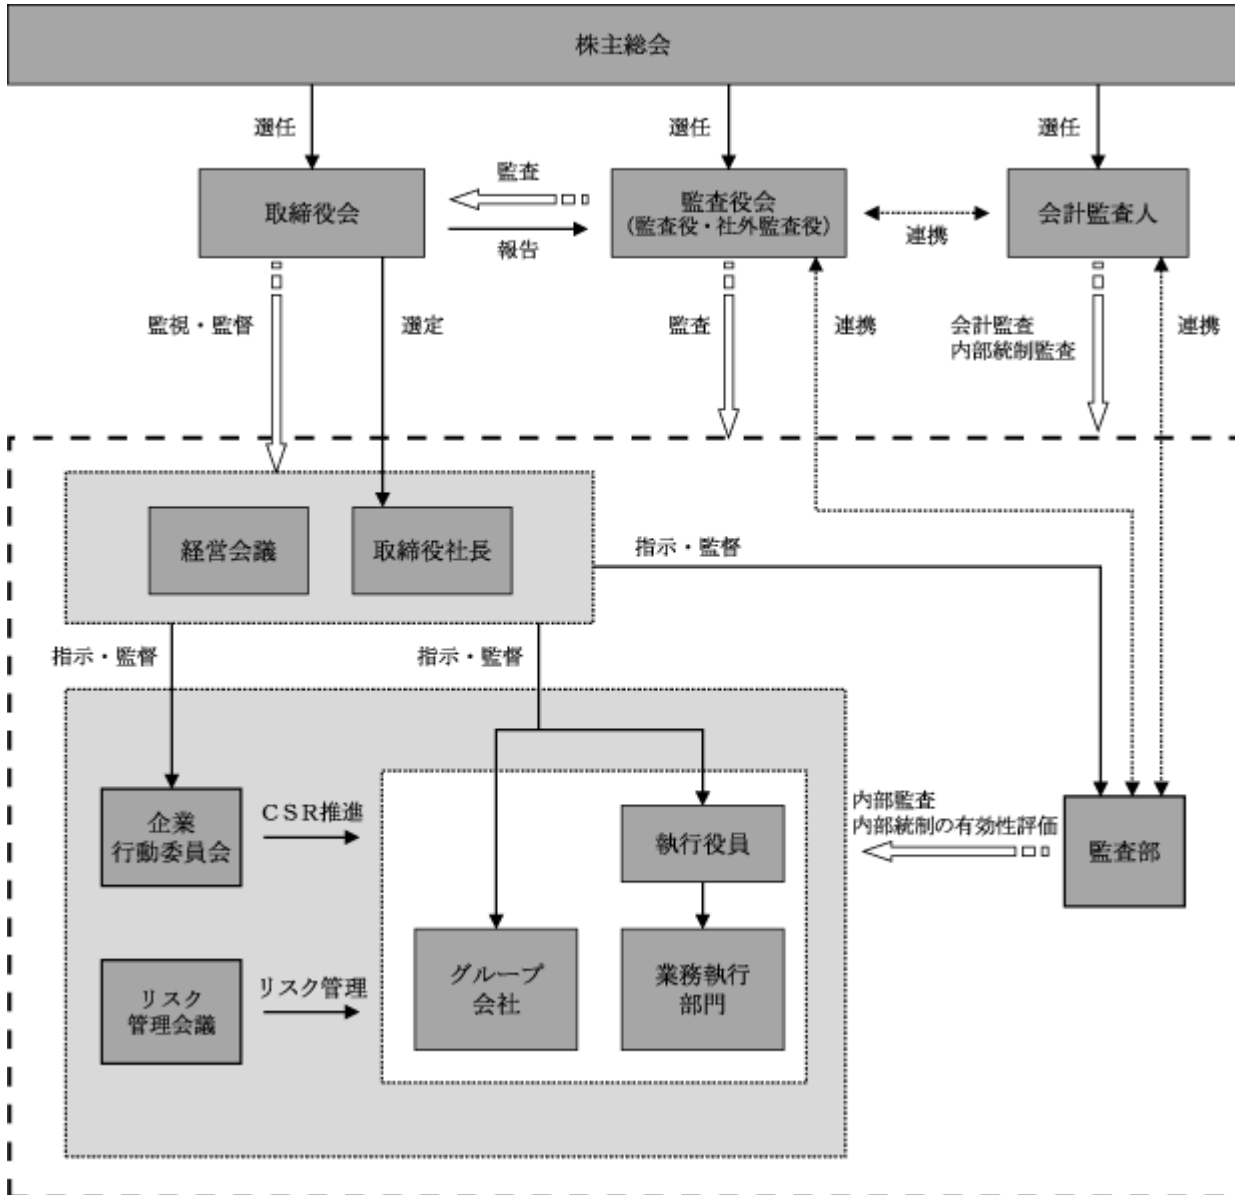 株主総会
選任
選任
選任
取締役会
監査
報告
監査役会
(監査役・社外監査役)
連携
会計監査人
監視・監督
選定
監査
連携
会計監査
内部統制監査
連携
経営会議
取締役社長
指示・監督
指示・監督
指示・監督
企業
行動委員会
CSR推進
執行役員
内部監査
内部統制の有効性評価
監査部
グループ
会社
業務執行
部門
リスク
管理会議
リスク管理